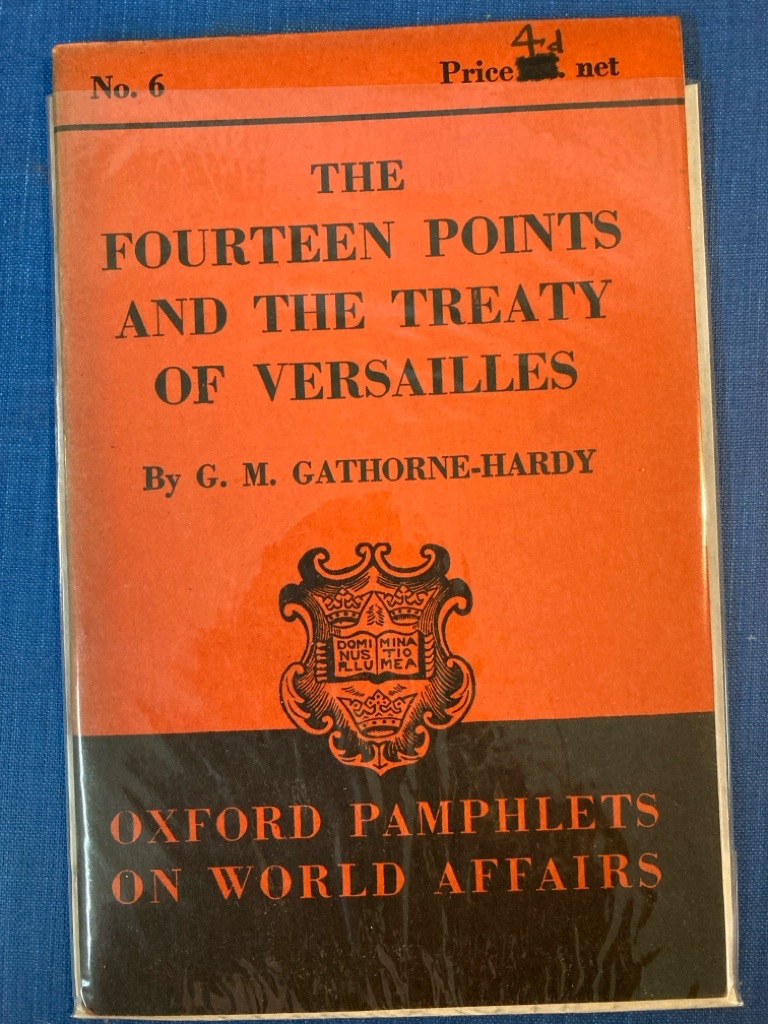 No. 6
Price 4d. net
THE
FOURTEEN POINTS
AND THE TREATY
OF VERSAILLES
By G. M. GATHORNE-HARDY
DOMI MINA
NUS TIO
ILLU MEA
OXFORD PAMPHLETS
ON WORLD AFFAIRS